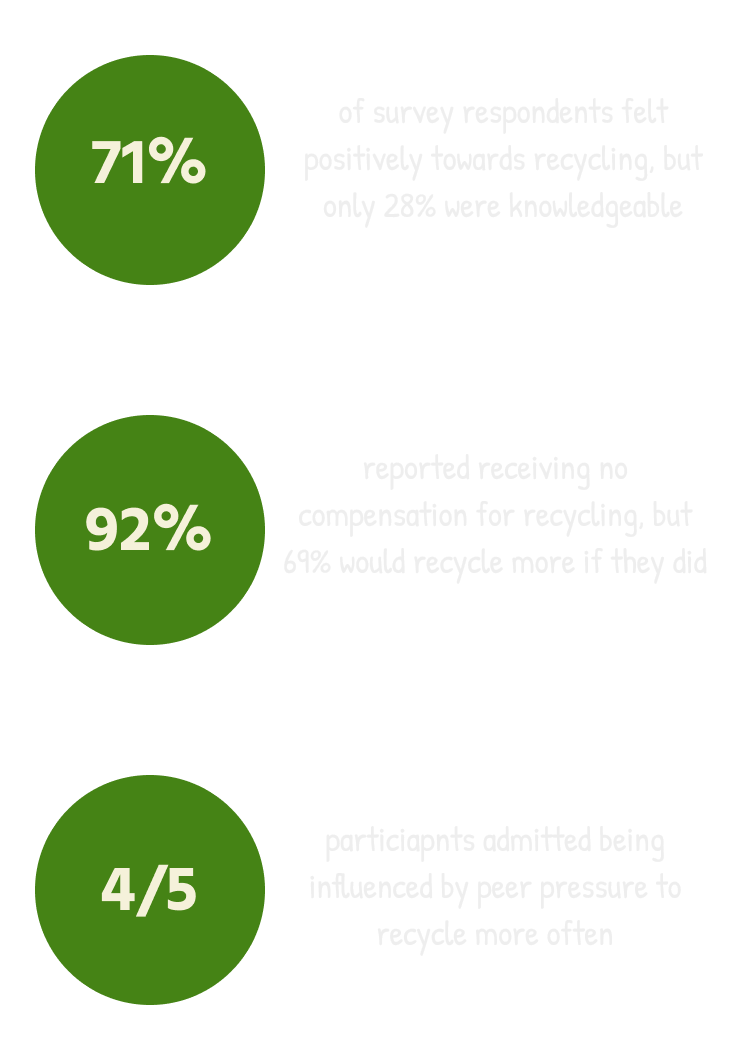 71%
of survey respondents felt
positively towards recycling, but
only 28% were knowledgeable
92%
reported receiving no
compensation for recycling, but
69% would recycle more if they did
4/5
particiapnts admitted being
influenced by peer pressure to
recycle more often